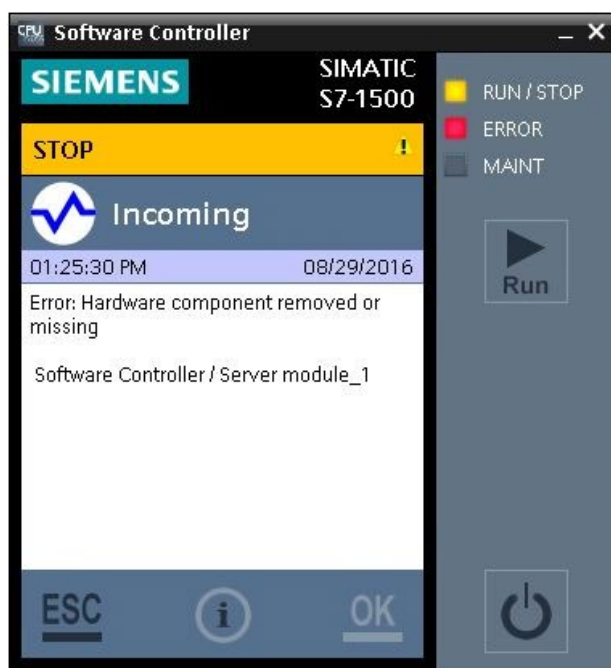 CPU Software Controller
SIEMENS
SIMATIC
S7-1500
RUN / STOP
ERROR
MAINT
STOP
Incoming
01:25:30 PM 08/29/2016
Error: Hardware component removed or
missing
Software Controller / Server module_1
Run
ESC i OK